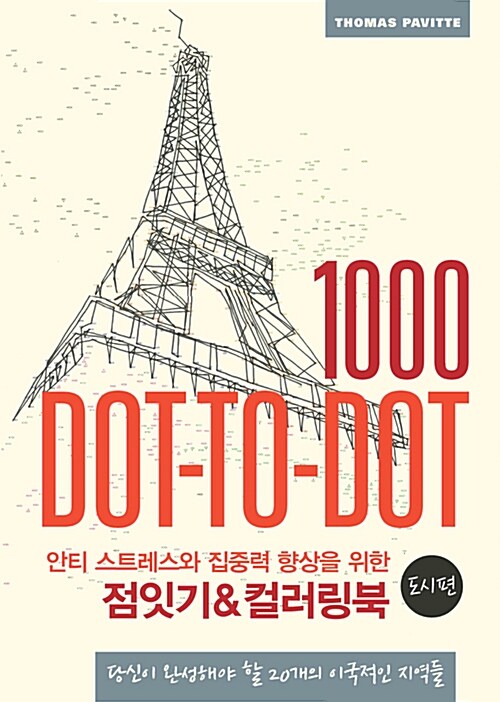 THOMAS PAVITTE
1000
DOT-TO-DOT
안티 스트레스와 집중력 향상을 위한
점잇기&컬러링북
도시편
당신이 완성해야 할 20개의 이국적인 지역들